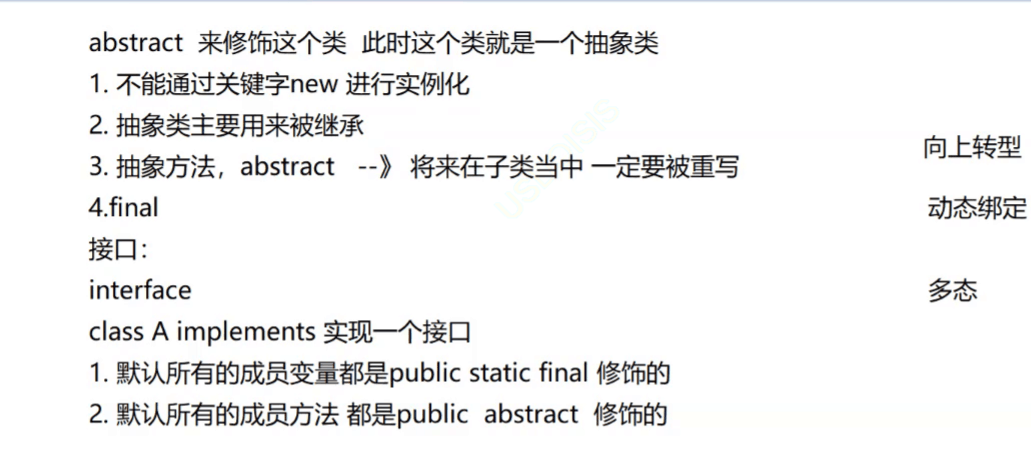 abstract 来修饰这个类 此时这个类就是一个抽象类
1. 不能通过关键字new 进行实例化
2. 抽象类主要用来被继承
3. 抽象方法，abstract --》 将来在子类当中 一定要被重写
4.final
接口：
interface
class A implements 实现一个接口
1. 默认所有的成员变量都是public static final 修饰的
2. 默认所有的成员方法 都是public abstract 修饰的
向上转型
动态绑定
多态